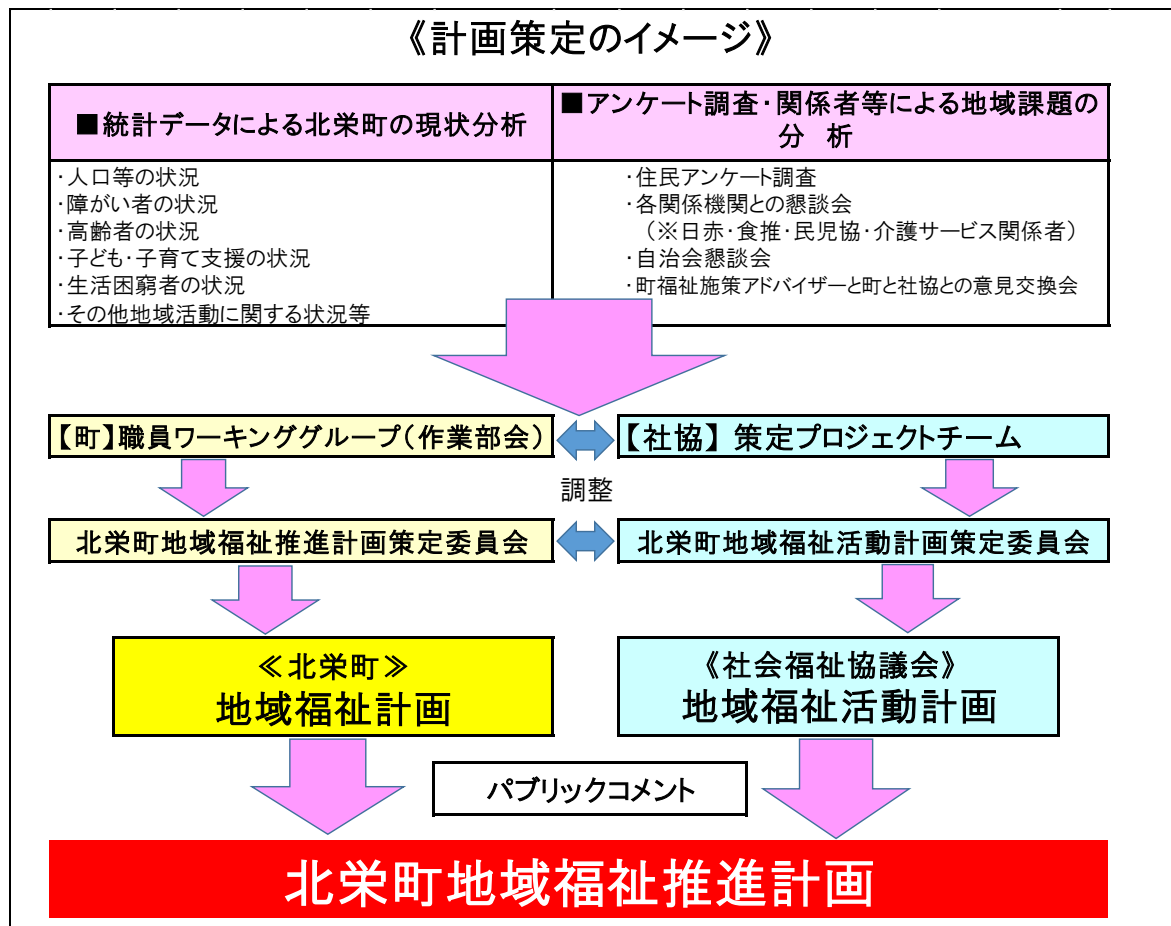 《計画策定のイメージ》
■統計データによる北栄町の現状分析
■アンケート調査・関係者等による地域課題の
分 析
・人口等の状況
・障がい者の状況
・高齢者の状況
・子ども・子育て支援の状況
・生活困窮者の状況
・その他地域活動に関する状況等
・住民アンケート調査
・各関係機関との懇談会
（※日赤・食推・民児協・介護サービス関係者）
・自治会懇談会
・町福祉施策アドバイザーと町と社協との意見交換会
【町】職員ワーキンググループ（作業部会）
【社協】策定プロジェクトチーム
調整
北栄町地域福祉推進計画策定委員会
北栄町地域福祉活動計画策定委員会
≪北栄町≫
地域福祉計画
《社会福祉協議会》
地域福祉活動計画
パブリックコメント
北栄町地域福祉推進計画